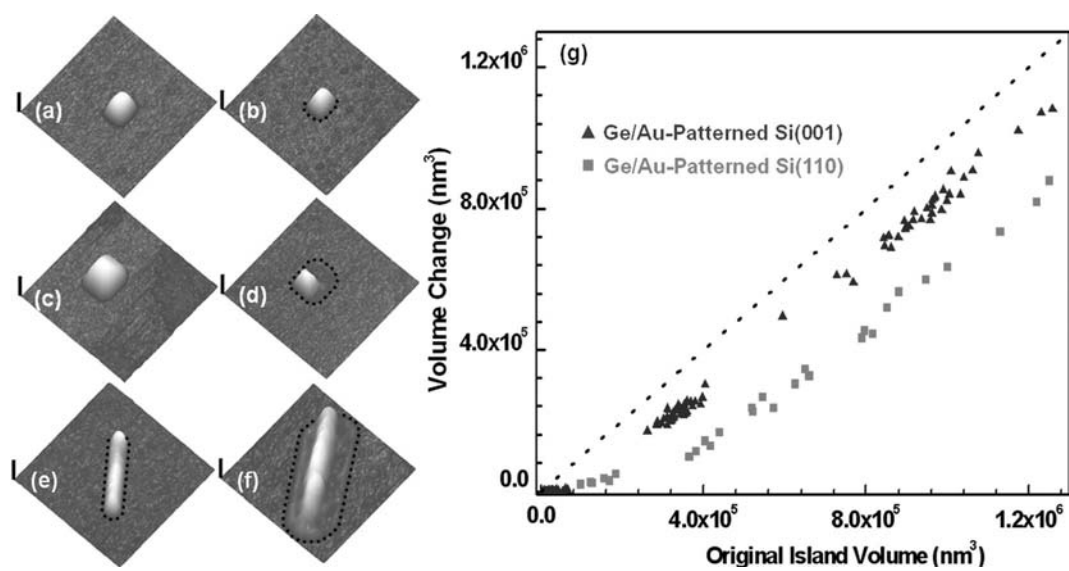 (a)
(b)
(c)
(d)
(e)
(f)
(g)
Ge/Au-Patterned Si(001)
Ge/Au-Patterned Si(110)
Volume Change (nm³)
1.2x10⁶
8.0x10⁵
4.0x10⁵
0.0
0.0
4.0x10⁵
8.0x10⁵
1.2x10⁶
Original Island Volume (nm³)